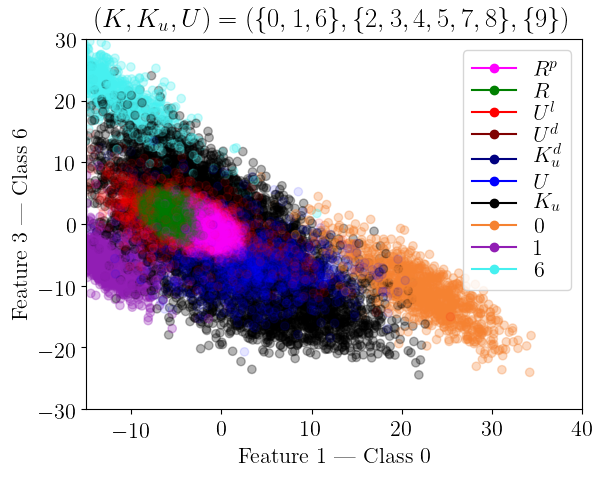 (K, K_u, U) = ({0, 1, 6}, {2, 3, 4, 5, 7, 8}, {9})
30
20
10
0
−10
−20
−30
Feature 3 — Class 6
R^p
R
U^l
U^d
K_u^d
U
K_u
0
1
6
−10
0
10
20
30
40
Feature 1 — Class 0